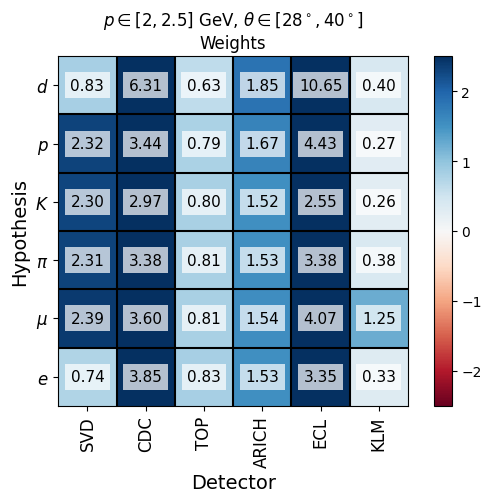 p ∈ [2, 2.5] GeV, θ ∈ [28°, 40°]
Weights
d 0.83 6.31 0.63 1.85 10.65 0.40
p 2.32 3.44 0.79 1.67 4.43 0.27
K 2.30 2.97 0.80 1.52 2.55 0.26
π 2.31 3.38 0.81 1.53 3.38 0.38
μ 2.39 3.60 0.81 1.54 4.07 1.25
e 0.74 3.85 0.83 1.53 3.35 0.33
SVD CDC TOP ARICH ECL KLM
Detector
Hypothesis
2
1
0
−1
−2